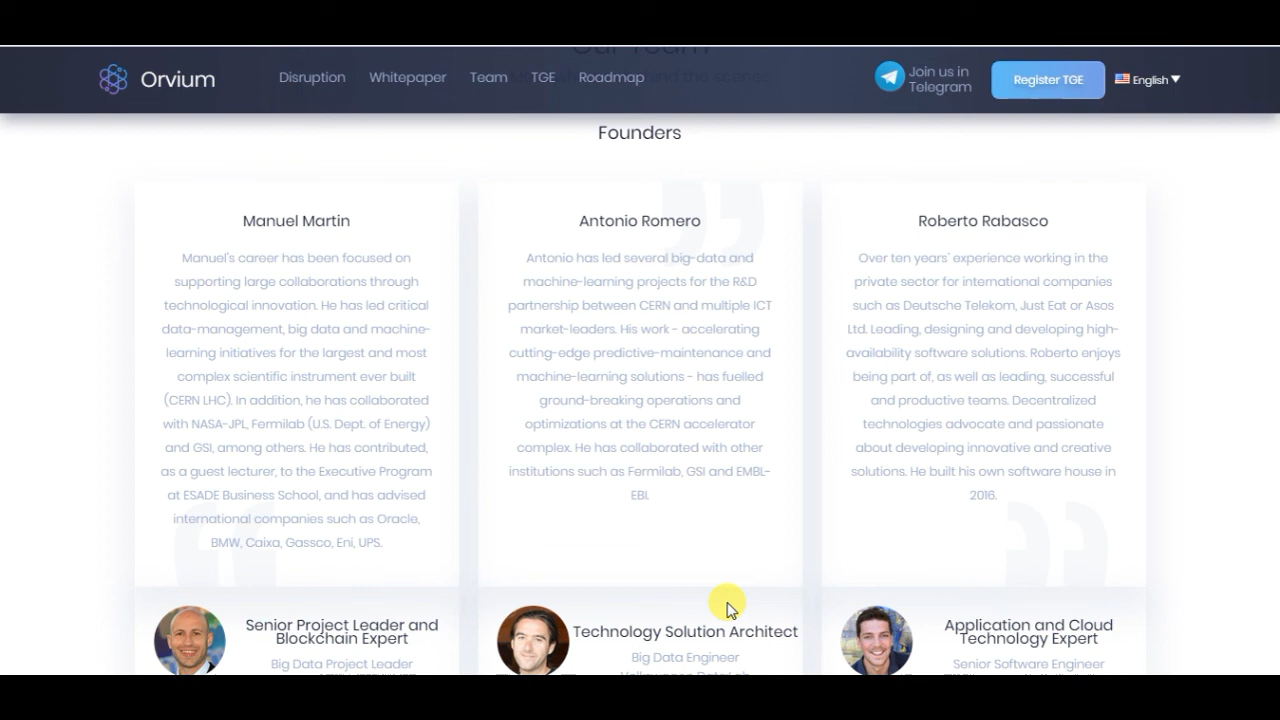 Our Team
Orvium
Disruption Whitepaper Team TGE Roadmap
Join us in
Telegram
Register TGE
English
Founders
Manuel Martin
Manuel's career has been focused on
supporting large collaborations through
technological innovation. He has led critical
data-management, big data and machine-
learning initiatives for the largest and most
complex scientific instrument ever built
(CERN LHC). In addition, he has collaborated
with NASA-JPL, Fermilab (U.S. Dept. of Energy)
and GSI, among others. He has contributed,
as a guest lecturer, to the Executive Program
at ESADE Business School, and has advised
international companies such as Oracle,
BMW, Caixa, Gassco, Eni, UPS.
Senior Project Leader and
Blockchain Expert
Big Data Project Leader
Antonio Romero
Antonio has led several big-data and
machine-learning projects for the R&D
partnership between CERN and multiple ICT
market-leaders. His work - accelerating
cutting-edge predictive-maintenance and
machine-learning solutions - has fuelled
ground-breaking operations and
optimizations at the CERN accelerator
complex. He has collaborated with other
institutions such as Fermilab, GSI and EMBL-
EBI.
Technology Solution Architect
Big Data Engineer
Volkswagen DataLab
Roberto Rabasco
Over ten years' experience working in the
private sector for international companies
such as Deutsche Telekom, Just Eat or Asos
Ltd. Leading, designing and developing high-
availability software solutions. Roberto enjoys
being part of, as well as leading, successful
and productive teams. Decentralized
technologies advocate and passionate
about developing innovative and creative
solutions. He built his own software house in
2016.
Application and Cloud
Technology Expert
Senior Software Engineer